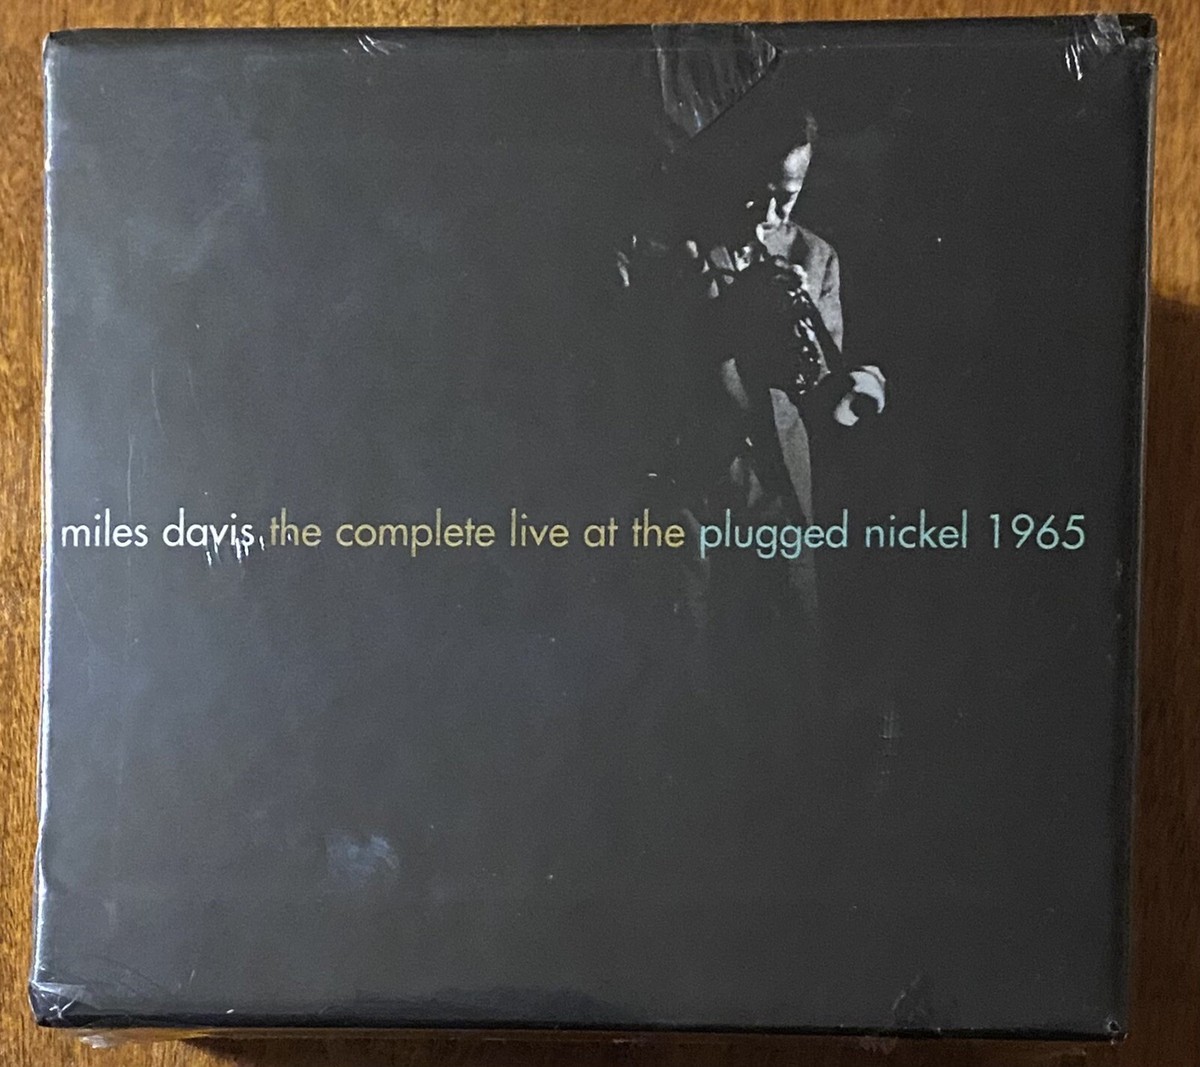 miles davis the complete live at the plugged nickel 1965